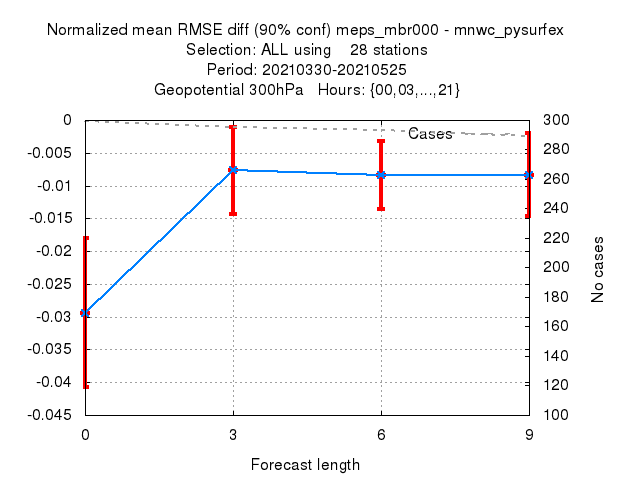 Normalized mean RMSE diff (90% conf) meps_mbr000 - mnwc_pysurfex
Selection: ALL using    28 stations
Period: 20210330-20210525
Geopotential 300hPa   Hours: {00,03,...,21}
0
-0.005
-0.01
-0.015
-0.02
-0.025
-0.03
-0.035
-0.04
-0.045
Cases
300
280
260
240
220
200
180
160
140
120
100
No cases
0 3 6 9
Forecast length